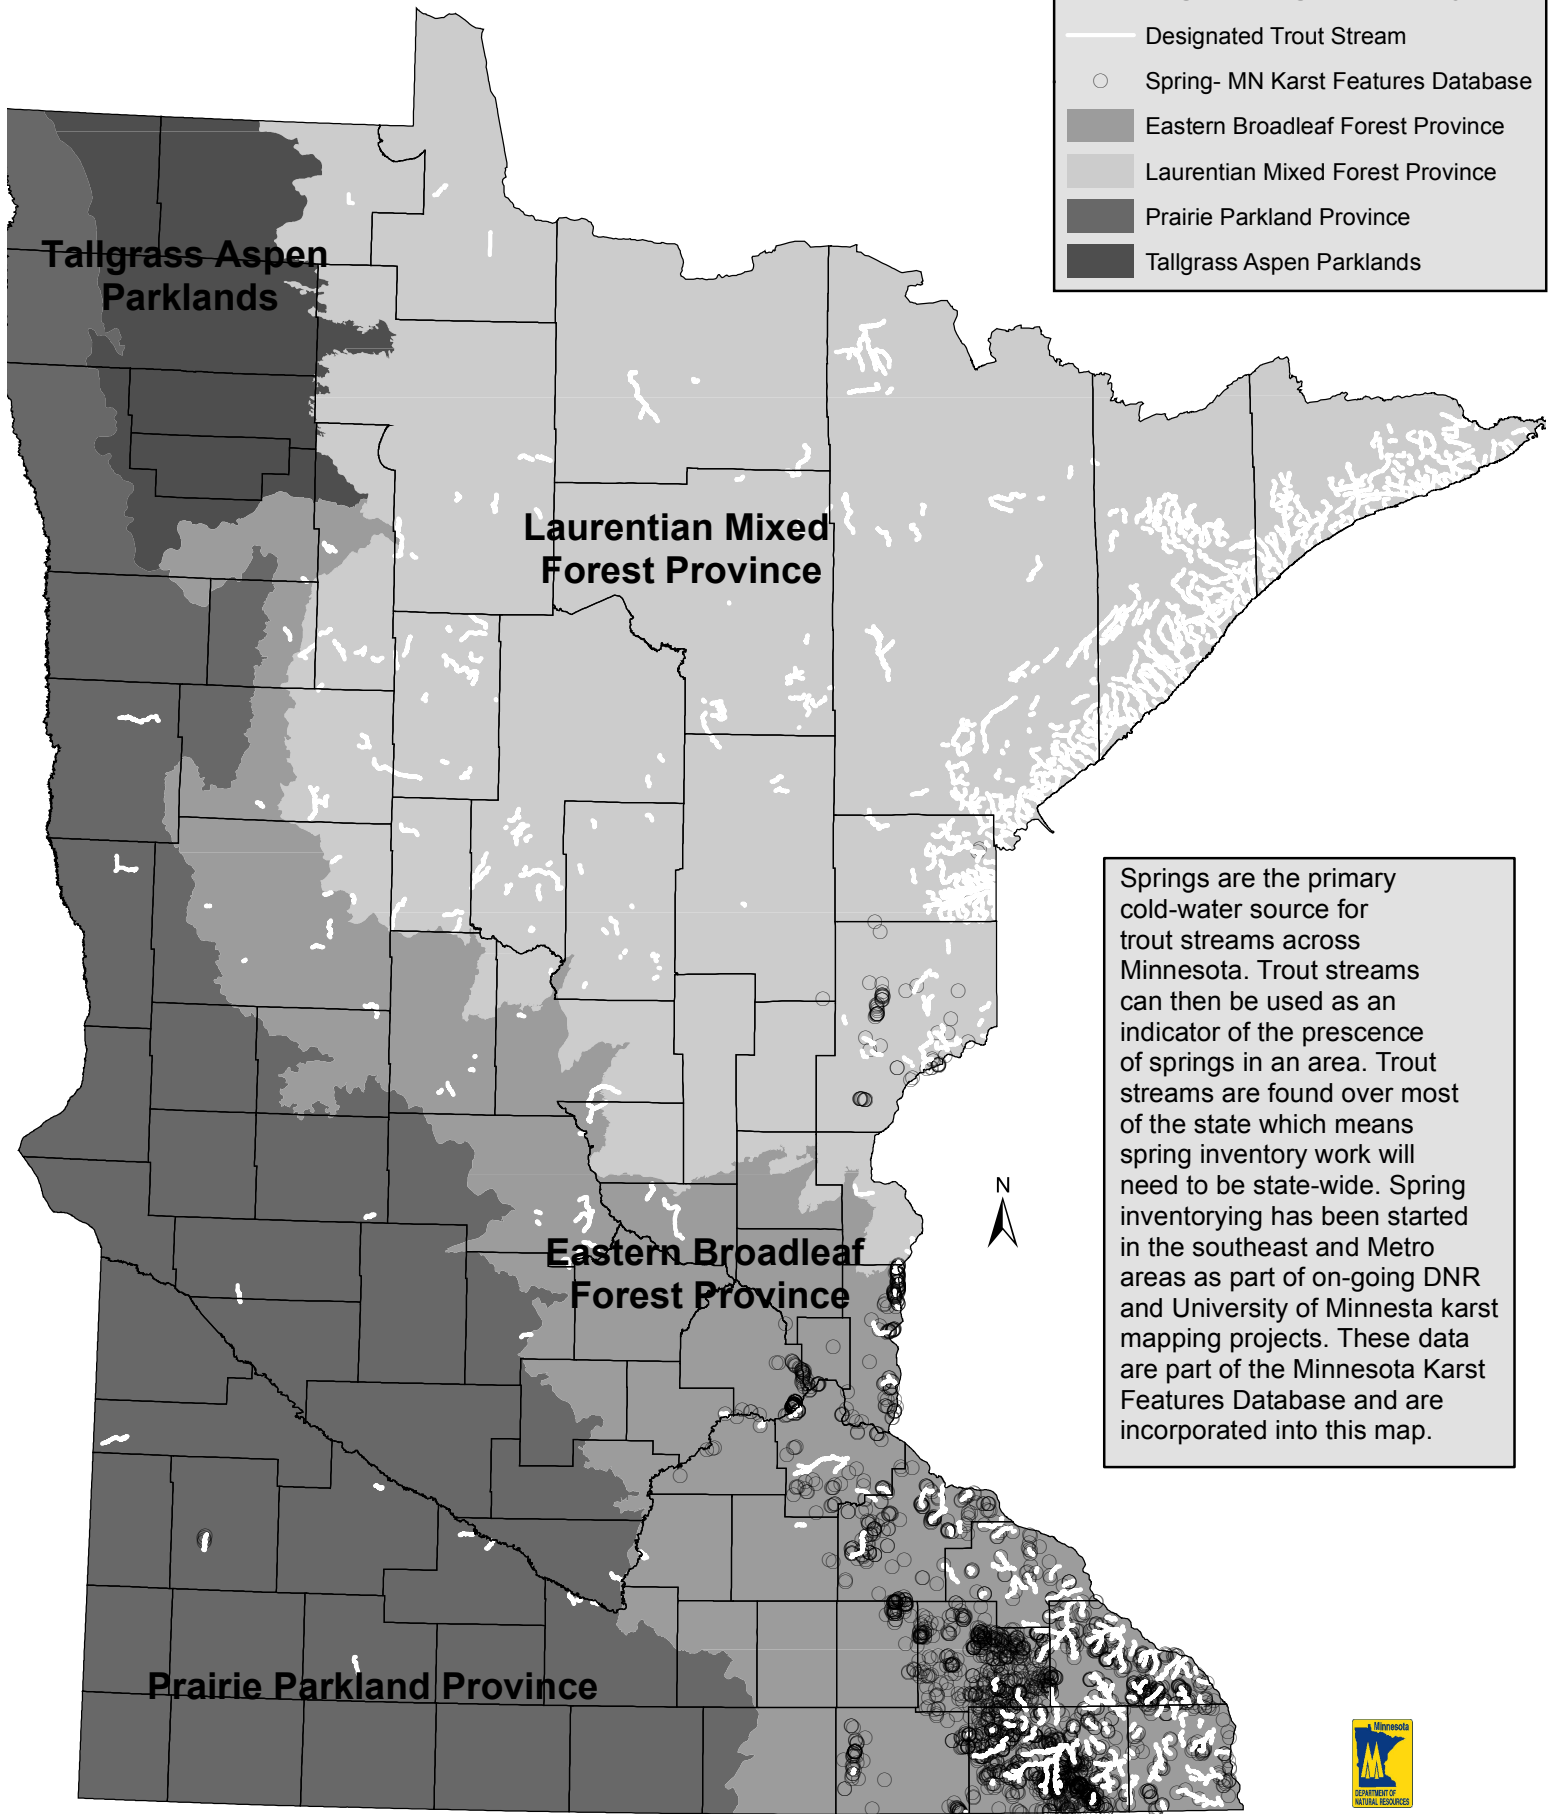 Designated Trout Stream
Spring- MN Karst Features Database
Eastern Broadleaf Forest Province
Laurentian Mixed Forest Province
Prairie Parkland Province
Tallgrass Aspen Parklands
Tallgrass Aspen
Parklands
Laurentian Mixed
Forest Province
Springs are the primary
cold-water source for
trout streams across
Minnesota. Trout streams
can then be used as an
indicator of the prescence
of springs in an area. Trout
streams are found over most
of the state which means
spring inventory work will
need to be state-wide. Spring
inventorying has been started
in the southeast and Metro
areas as part of on-going DNR
and University of Minnesta karst
mapping projects. These data
are part of the Minnesota Karst
Features Database and are
incorporated into this map.
N
Eastern Broadleaf
Forest Province
Prairie Parkland Province
Minnesota
DEPARTMENT OF
NATURAL RESOURCES